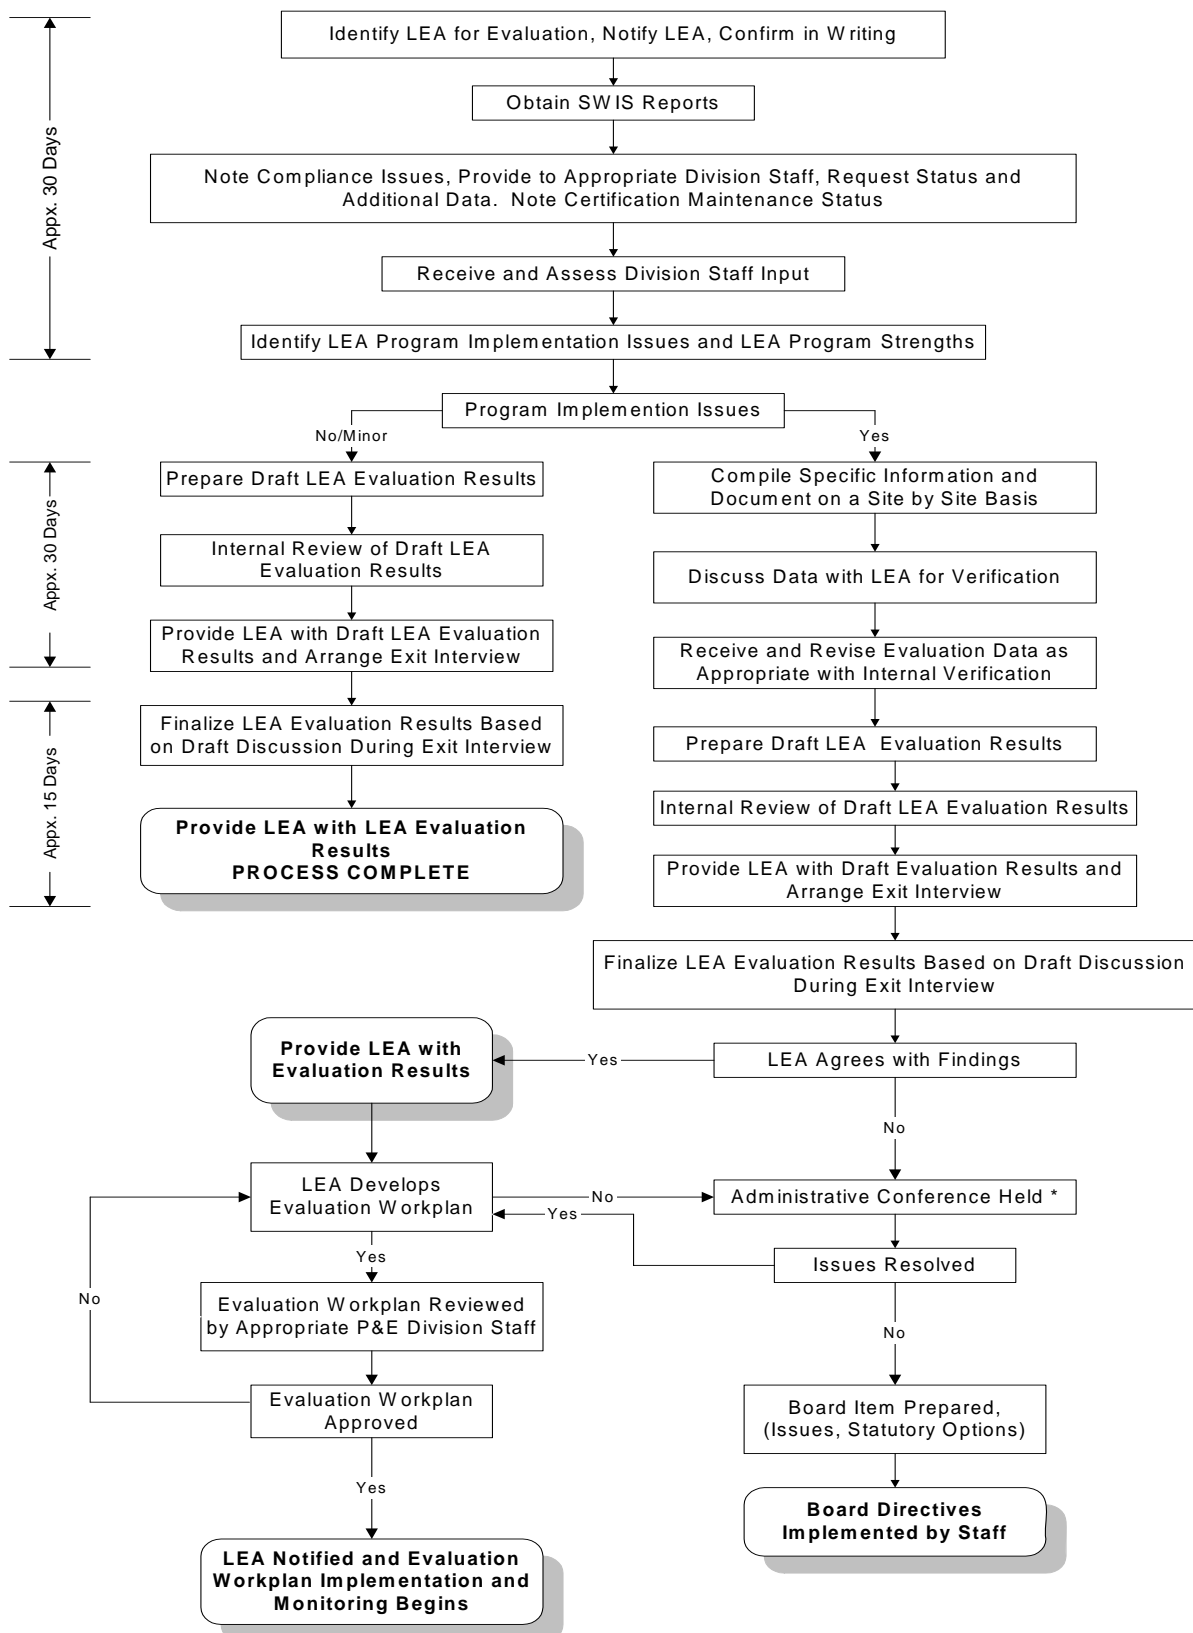 Identify LEA for Evaluation, Notify LEA, Confirm in Writing
Obtain SWIS Reports
Note Compliance Issues, Provide to Appropriate Division Staff, Request Status and
Additional Data. Note Certification Maintenance Status
Receive and Assess Division Staff Input
Identify LEA Program Implementation Issues and LEA Program Strengths
Appx. 30 Days
Program Implemention Issues
No/Minor
Yes
Prepare Draft LEA Evaluation Results
Internal Review of Draft LEA
Evaluation Results
Provide LEA with Draft LEA Evaluation
Results and Arrange Exit Interview
Appx. 30 Days
Finalize LEA Evaluation Results Based
on Draft Discussion During Exit Interview
Provide LEA with LEA Evaluation
Results
PROCESS COMPLETE
Appx. 15 Days
Compile Specific Information and
Document on a Site by Site Basis
Discuss Data with LEA for Verification
Receive and Revise Evaluation Data as
Appropriate with Internal Verification
Prepare Draft LEA Evaluation Results
Internal Review of Draft LEA Evaluation Results
Provide LEA with Draft Evaluation Results and
Arrange Exit Interview
Finalize LEA Evaluation Results Based on Draft Discussion
During Exit Interview
LEA Agrees with Findings
Yes
Provide LEA with
Evaluation Results
No
LEA Develops
Evaluation Workplan
No
Administrative Conference Held *
Yes
Issues Resolved
Yes
Evaluation Workplan Reviewed
by Appropriate P&E Division Staff
No
No
Evaluation Workplan
Approved
Board Item Prepared,
(Issues, Statutory Options)
Yes
Board Directives
Implemented by Staff
LEA Notified and Evaluation
Workplan Implementation and
Monitoring Begins